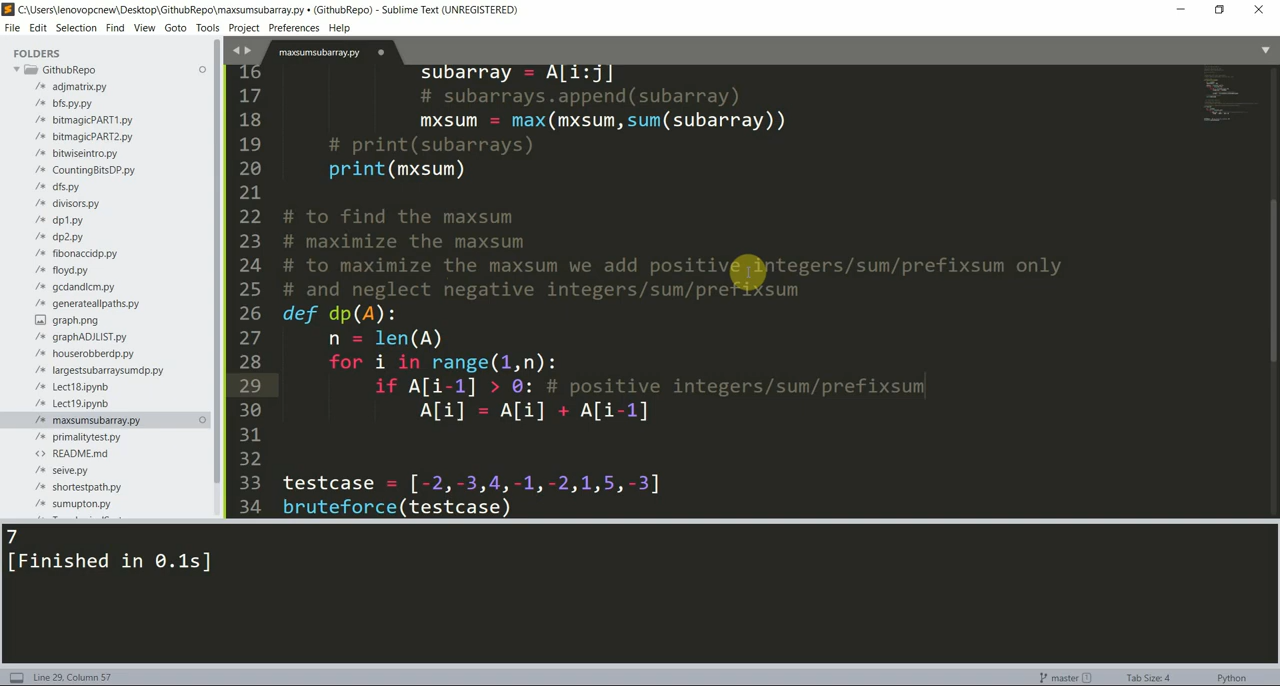 C:\Users\lenovopcnew\Desktop\GithubRepo\maxsumsubarray.py • (GithubRepo) - Sublime Text (UNREGISTERED)
File Edit Selection Find View Goto Tools Project Preferences Help
FOLDERS
GithubRepo
adjmatrix.py
bfs.py.py
bitmagicPART1.py
bitmagicPART2.py
bitwiseintro.py
CountingBitsDP.py
dfs.py
divisors.py
dp1.py
dp2.py
fibonaccidp.py
floyd.py
gcdandlcm.py
generateallpaths.py
graph.png
graphADJLIST.py
houserobberdp.py
largestsubarraysumdp.py
Lect18.ipynb
Lect19.ipynb
maxsumsubarray.py
primalitytest.py
README.md
seive.py
shortestpath.py
sumupton.py
maxsumsubarray.py
16 subarray = A[i:j]
17 # subarrays.append(subarray)
18 mxsum = max(mxsum,sum(subarray))
19 # print(subarrays)
20 print(mxsum)
21
22 # to find the maxsum
23 # maximize the maxsum
24 # to maximize the maxsum we add positive integers/sum/prefixsum only
25 # and neglect negative integers/sum/prefixsum
26 def dp(A):
27 n = len(A)
28 for i in range(1,n):
29 if A[i-1] > 0: # positive integers/sum/prefixsum
30 A[i] = A[i] + A[i-1]
31
32
33 testcase = [-2,-3,4,-1,-2,1,5,-3]
34 bruteforce(testcase)
7
[Finished in 0.1s]
Line 29, Column 57
master 1
Tab Size: 4
Python